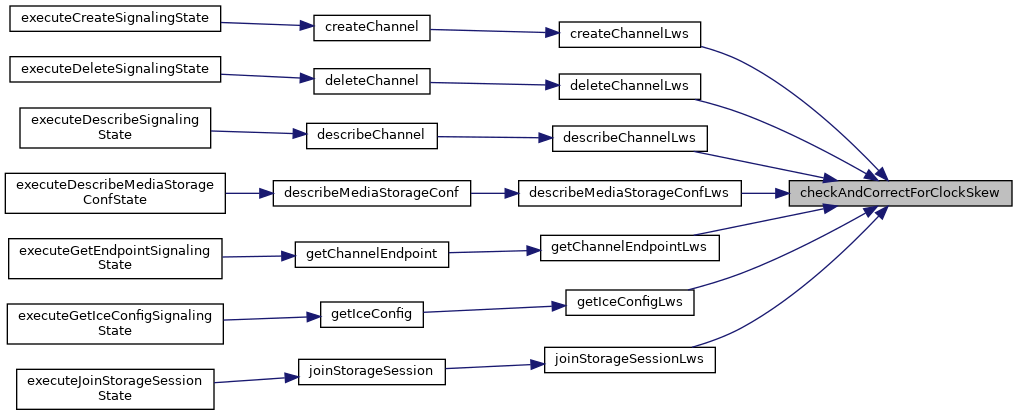 executeCreateSignalingState
createChannel
createChannelLws
executeDeleteSignalingState
deleteChannel
deleteChannelLws
executeDescribeSignaling
State
describeChannel
describeChannelLws
executeDescribeMediaStorage
ConfState
describeMediaStorageConf
describeMediaStorageConfLws
checkAndCorrectForClockSkew
executeGetEndpointSignaling
State
getChannelEndpoint
getChannelEndpointLws
executeGetIceConfigSignaling
State
getIceConfig
getIceConfigLws
executeJoinStorageSession
State
joinStorageSession
joinStorageSessionLws